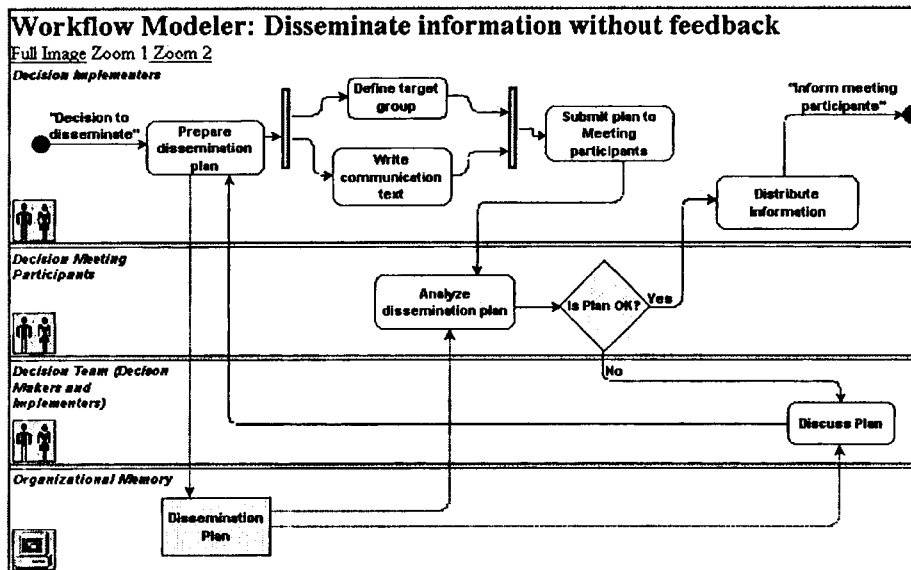 Workflow Modeler: Disseminate information without feedback
Full Image Zoom 1 Zoom 2
Decision Implementers
"Decision to
disseminate"
Prepare
dissemination
plan
Define target
group
Write
communication
text
Submit plan to
Meeting
participants
"Inform meeting
participants"
Distribute
Information
Decision Meeting
Participants
Analyze
dissemination plan
Is Plan OK?
Yes
No
Decision Team (Decison
Makers and
Implementers)
Discuss Plan
Organizational Memory
Dissemination
Plan